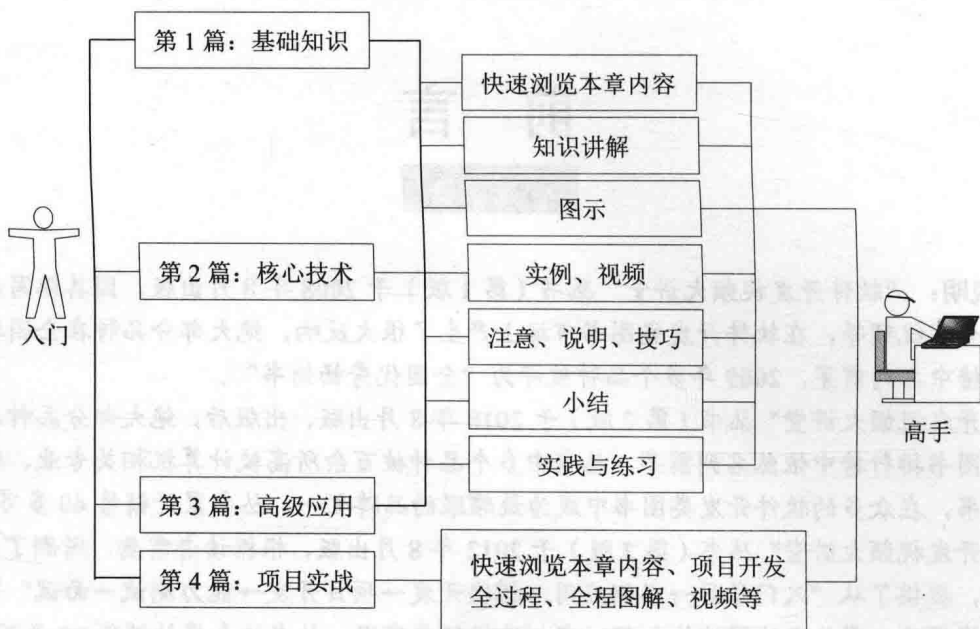 第1篇：基础知识
快速浏览本章内容
知识讲解
图示
第2篇：核心技术
实例、视频
注意、说明、技巧
小结
实践与练习
入门
高手
第3篇：高级应用
第4篇：项目实战
快速浏览本章内容、项目开发
全过程、全程图解、视频等